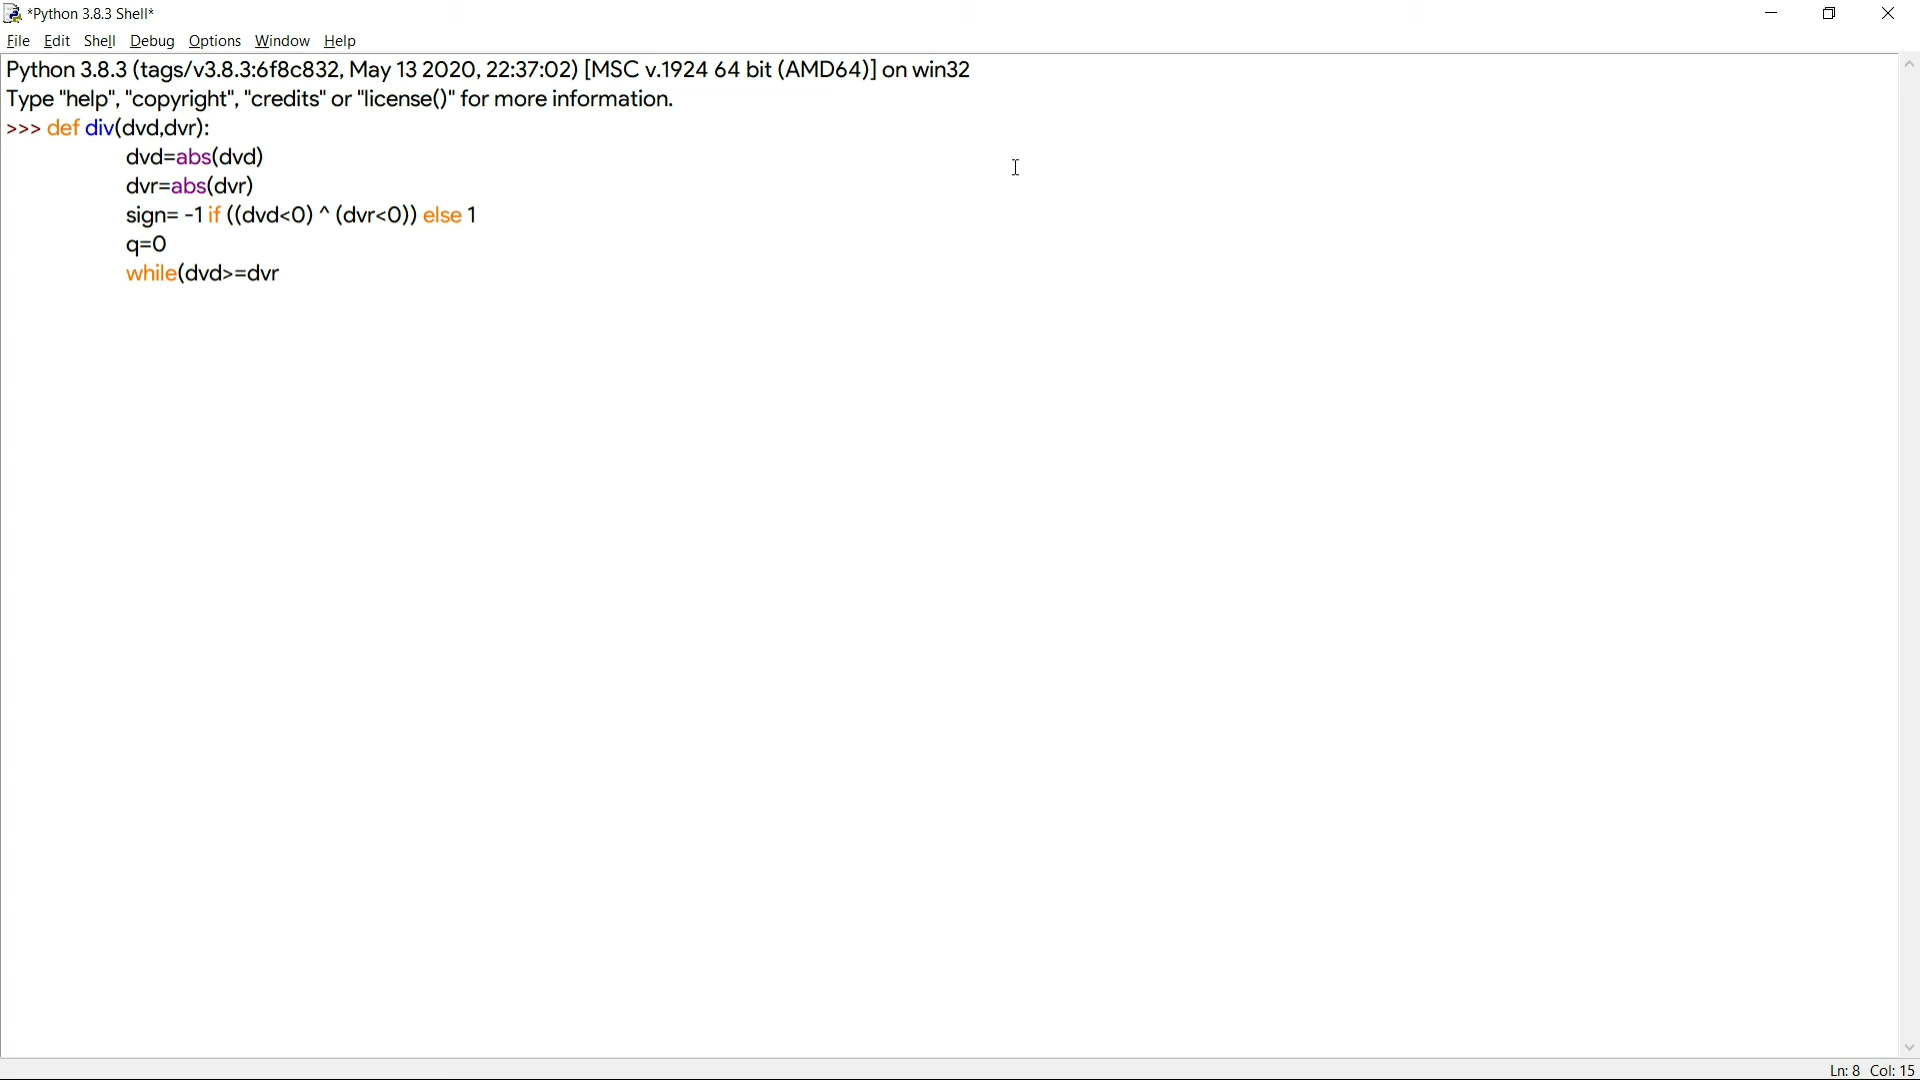 *Python 3.8.3 Shell*
File Edit Shell Debug Options Window Help
Python 3.8.3 (tags/v3.8.3:6f8c832, May 13 2020, 22:37:02) [MSC v.1924 64 bit (AMD64)] on win32
Type "help", "copyright", "credits" or "license()" for more information.
>>> def div(dvd,dvr):
dvd=abs(dvd)
dvr=abs(dvr)
sign= -1 if ((dvd<0) ^ (dvr<0)) else 1
q=0
while(dvd>=dvr
Ln: 8 Col: 15